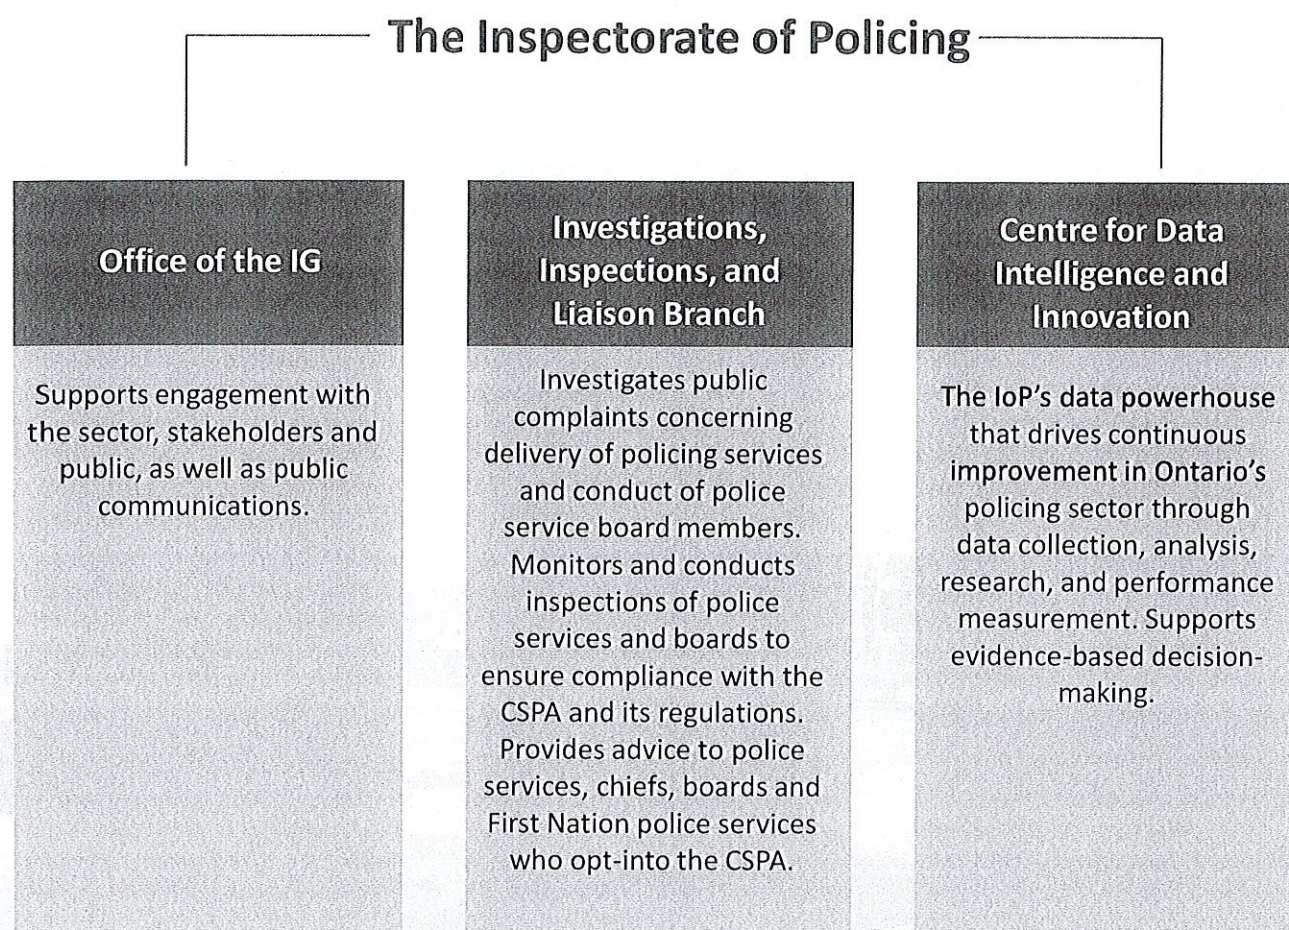 The Inspectorate of Policing
Office of the IG
Supports engagement with
the sector, stakeholders and
public, as well as public
communications.
Investigations,
Inspections, and
Liaison Branch
Investigates public
complaints concerning
delivery of policing services
and conduct of police
service board members.
Monitors and conducts
inspections of police
services and boards to
ensure compliance with the
CSPA and its regulations.
Provides advice to police
services, chiefs, boards and
First Nation police services
who opt-into the CSPA.
Centre for Data
Intelligence and
Innovation
The IoP's data powerhouse
that drives continuous
improvement in Ontario's
policing sector through
data collection, analysis,
research, and performance
measurement. Supports
evidence-based decision-
making.